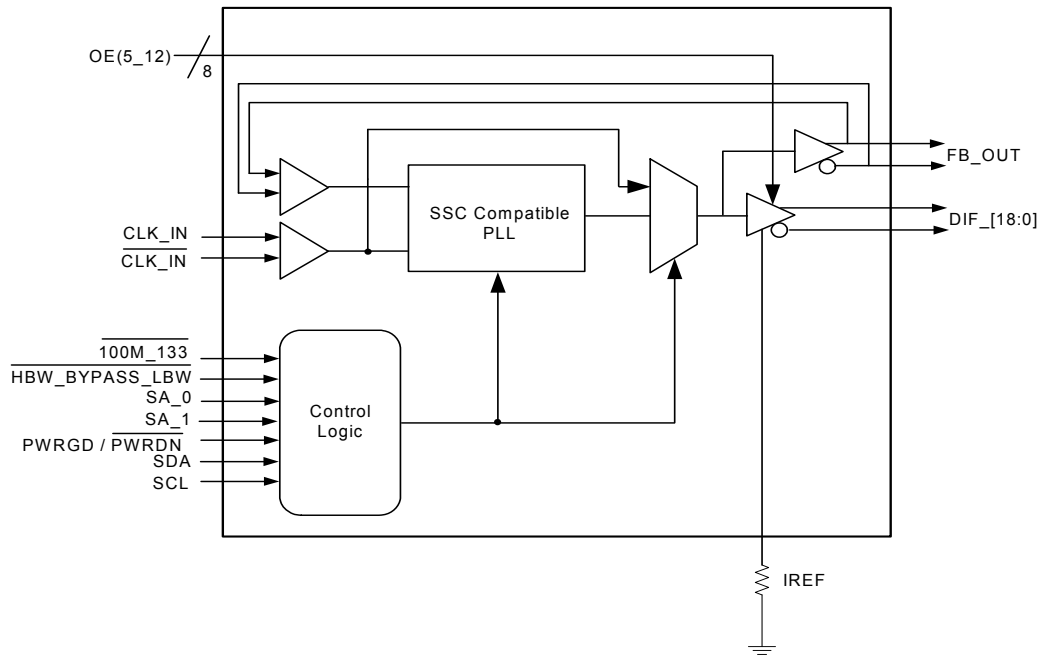 OE(5_12)
8
FB_OUT
SSC Compatible
PLL
DIF_[18:0]
CLK_IN
CLK_IN
100M_133
HBW_BYPASS_LBW
SA_0
SA_1
PWRGD / PWRDN
SDA
SCL
Control
Logic
IREF